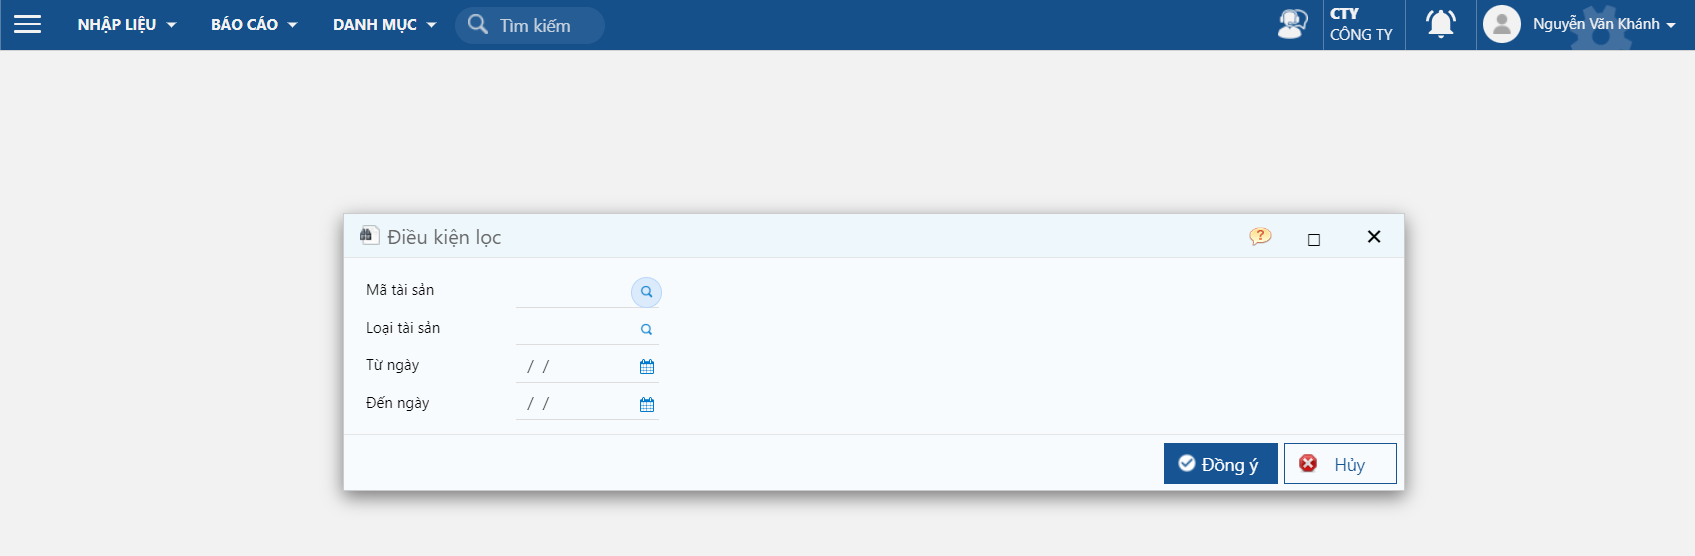 NHẬP LIỆU BÁO CÁO DANH MỤC Tìm kiếm CTY Nguyễn Văn Khánh
CÔNG TY
Điều kiện lọc
Mã tài sản
Loại tài sản
Từ ngày / /
Đến ngày / /
Đồng ý Hủy